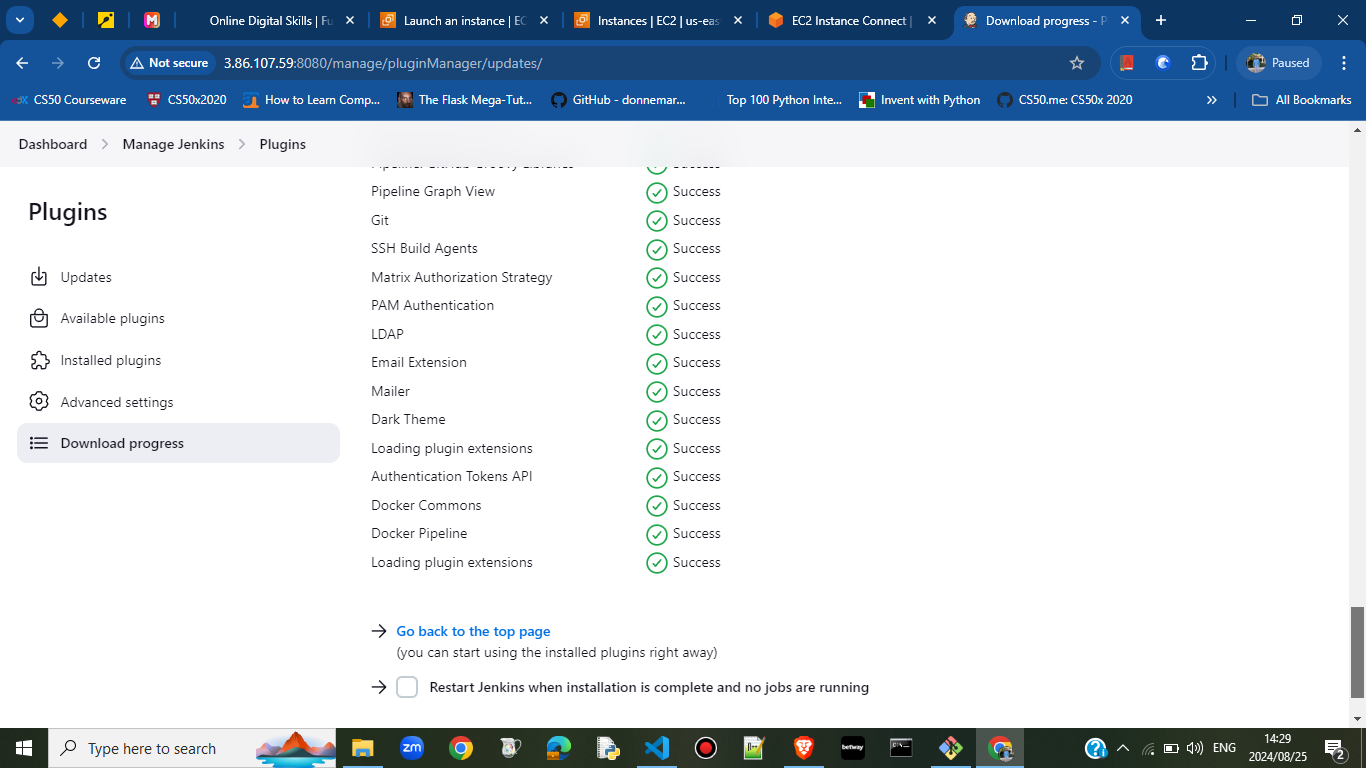 Online Digital Skills | Fu
Launch an instance | EC
Instances | EC2 | us-eas
EC2 Instance Connect |
Download progress - P
Not secure
3.86.107.59:8080/manage/pluginManager/updates/
Paused
CS50 Courseware
CS50x2020
How to Learn Comp...
The Flask Mega-Tut...
GitHub - donnemar...
Top 100 Python Inte...
Invent with Python
CS50.me: CS50x 2020
All Bookmarks
Dashboard
Manage Jenkins
Plugins
Plugins
Updates
Available plugins
Installed plugins
Advanced settings
Download progress
Pipeline: GitHub Groovy Libraries Success
Pipeline Graph View Success
Git Success
SSH Build Agents Success
Matrix Authorization Strategy Success
PAM Authentication Success
LDAP Success
Email Extension Success
Mailer Success
Dark Theme Success
Loading plugin extensions Success
Authentication Tokens API Success
Docker Commons Success
Docker Pipeline Success
Loading plugin extensions Success
Go back to the top page
(you can start using the installed plugins right away)
Restart Jenkins when installation is complete and no jobs are running
Type here to search
zm
betway
ENG
14:29
2024/08/25
2